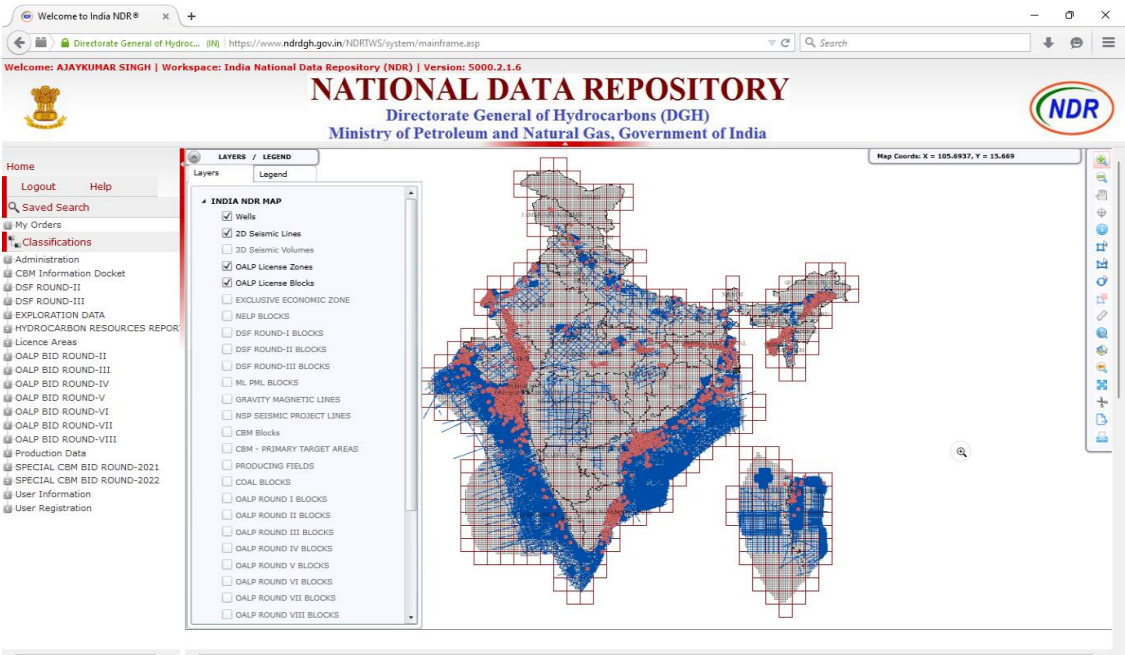 Welcome to India NDR®
Directorate General of Hydroc... (IN)
https://www.ndrdgh.gov.in/NDRTWS/system/mainframe.asp
Search
Welcome: AJAYKUMAR SINGH | Workspace: India National Data Repository (NDR) | Version: 5000.2.1.6
NATIONAL DATA REPOSITORY
Directorate General of Hydrocarbons (DGH)
Ministry of Petroleum and Natural Gas, Government of India
NDR
Home
Logout Help
Saved Search
My Orders
Classifications
Administration
CBM Information Docket
DSF ROUND-II
DSF ROUND-III
EXPLORATION DATA
HYDROCARBON RESOURCES REPOR
Licence Areas
OALP BID ROUND-II
OALP BID ROUND-III
OALP BID ROUND-IV
OALP BID ROUND-V
OALP BID ROUND-VI
OALP BID ROUND-VII
OALP BID ROUND-VIII
Production Data
SPECIAL CBM BID ROUND-2021
SPECIAL CBM BID ROUND-2022
User Information
User Registration
LAYERS / LEGEND
Layers Legend
INDIA NDR MAP
Wells
2D Seismic Lines
3D Seismic Volumes
OALP License Zones
OALP License Blocks
EXCLUSIVE ECONOMIC ZONE
NELP BLOCKS
DSF ROUND-I BLOCKS
DSF ROUND-II BLOCKS
DSF ROUND-III BLOCKS
ML PML BLOCKS
GRAVITY MAGNETIC LINES
NSP SEISMIC PROJECT LINES
CBM Blocks
CBM - PRIMARY TARGET AREAS
PRODUCING FIELDS
COAL BLOCKS
OALP ROUND I BLOCKS
OALP ROUND II BLOCKS
OALP ROUND III BLOCKS
OALP ROUND IV BLOCKS
OALP ROUND V BLOCKS
OALP ROUND VI BLOCKS
OALP ROUND VII BLOCKS
OALP ROUND VIII BLOCKS
Map Coords: X = 105.6937, Y = 15.669